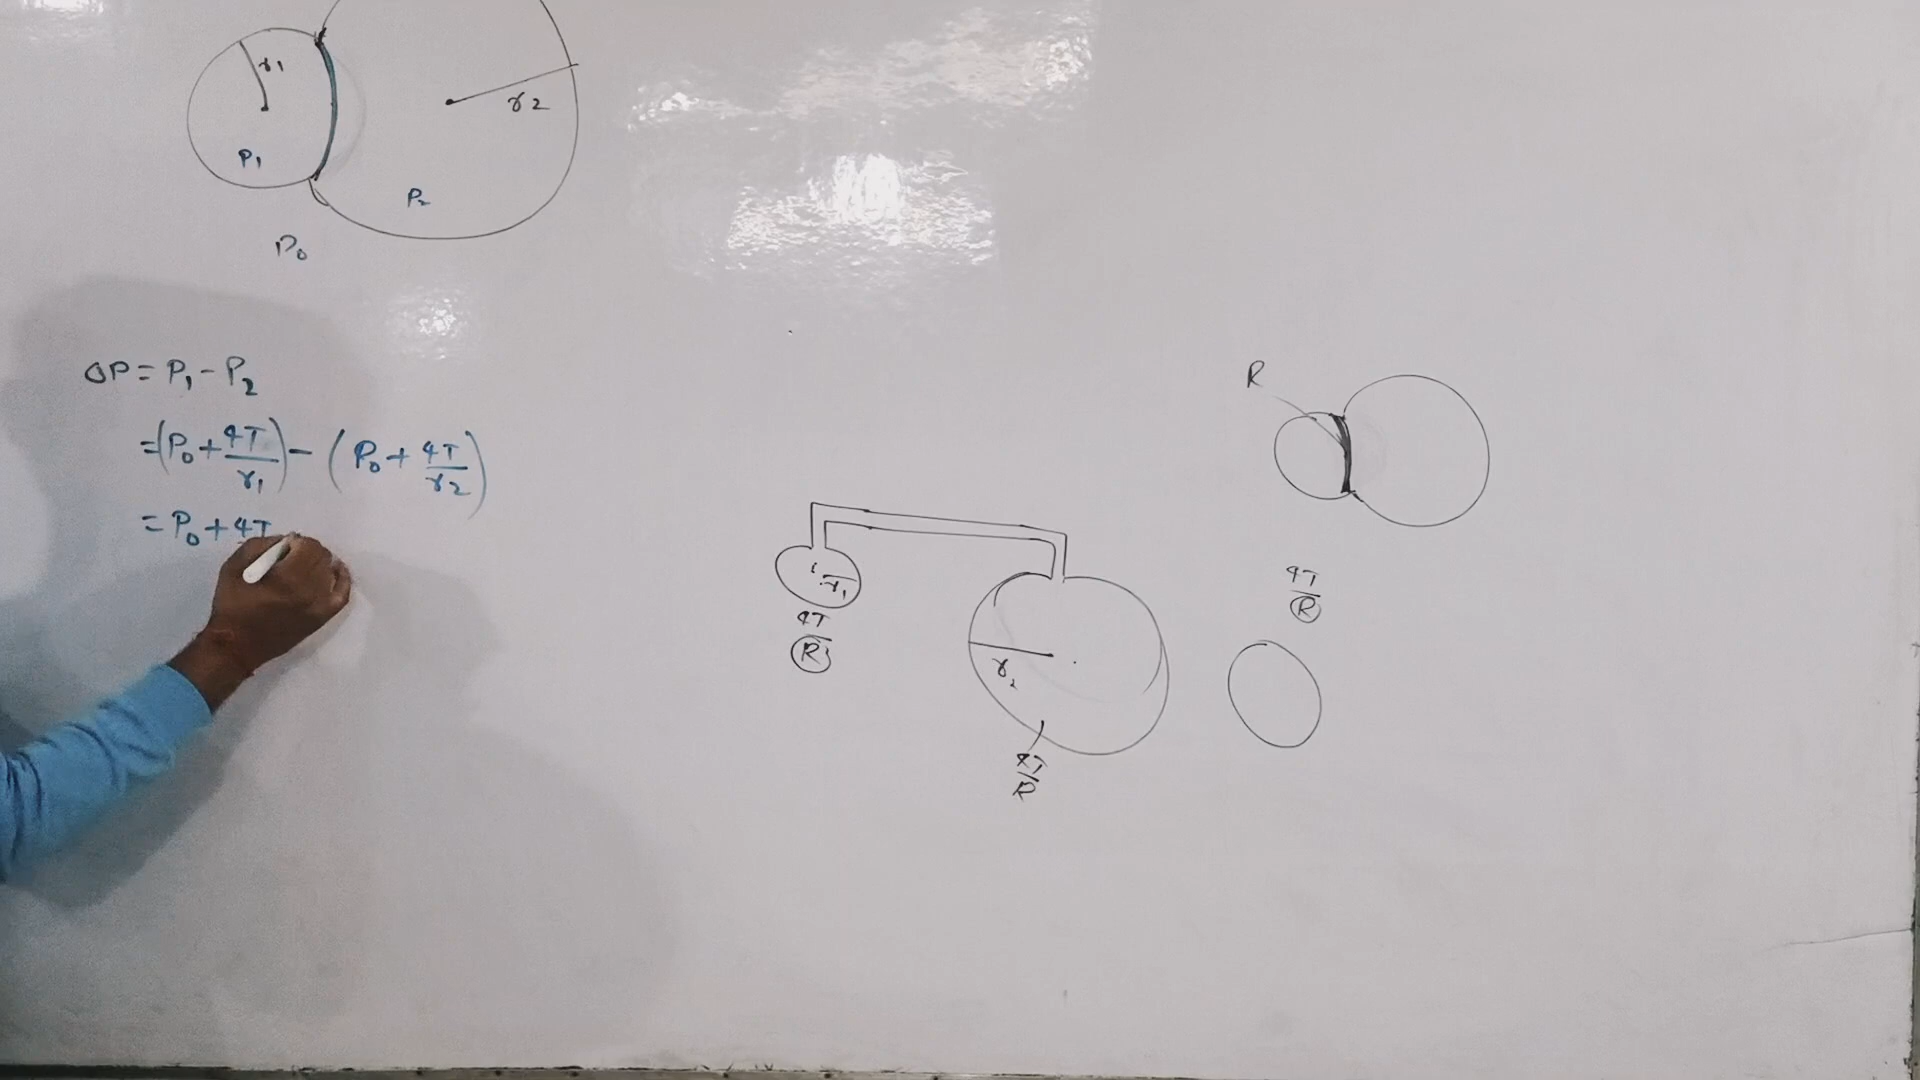 r1
r2
P1
P2
P0
ΔP = P1 - P2
= (P0 + 4T/r1) - (P0 + 4T/r2)
= P0 + 4T
R
r1
4T/R
r2
4T/R
4T/R